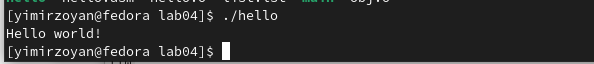 [yimirzoyan@fedora lab04]$ ./hello
Hello world!
[yimirzoyan@fedora lab04]$